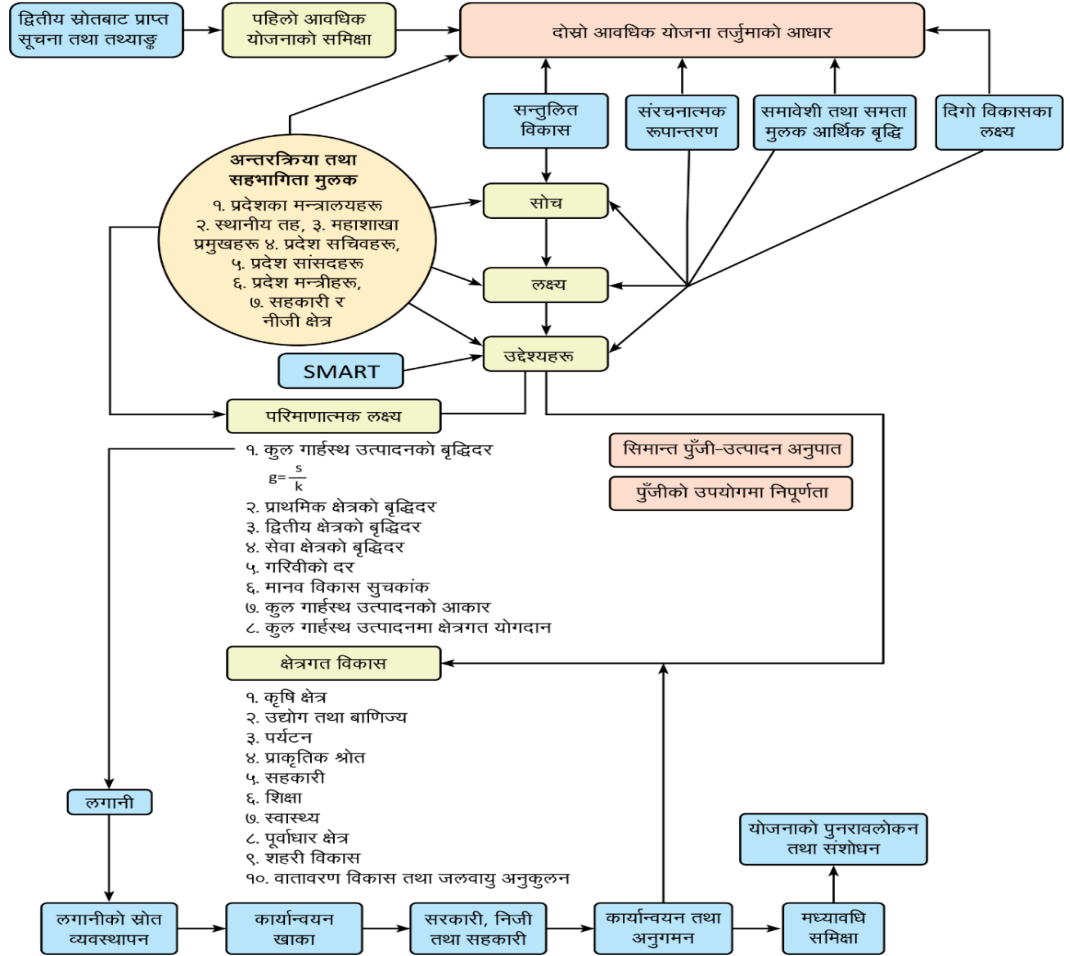 द्वितीय स्रोतबाट प्राप्त
सूचना तथा तथ्याङ्क
पहिलो आवधिक
योजनाको समिक्षा
दोस्रो आवधिक योजना तर्जुमाको आधार
सन्तुलित
विकास
संरचनात्मक
रूपान्तरण
समावेशी तथा समता
मुलक आर्थिक बृद्धि
दिगो विकासका
लक्ष्य
अन्तरक्रिया तथा
सहभागिता मुलक
१. प्रदेशका मन्त्रालयहरू
२. स्थानीय तह, ३. महाशाखा
प्रमुखहरू ४. प्रदेश सचिवहरू,
५. प्रदेश सांसदहरू
६. प्रदेश मन्त्रीहरू,
७. सहकारी र
नीजी क्षेत्र
सोच
लक्ष्य
उद्देश्यहरू
SMART
परिमाणात्मक लक्ष्य
१. कुल गार्हस्थ उत्पादनको बृद्धिदर
g=s/k
२. प्राथमिक क्षेत्रको बृद्धिदर
३. द्वितीय क्षेत्रको बृद्धिदर
४. सेवा क्षेत्रको बृद्धिदर
५. गरिवीको दर
६. मानव विकास सुचकांक
७. कुल गार्हस्थ उत्पादनको आकार
८. कुल गार्हस्थ उत्पादनमा क्षेत्रगत योगदान
सिमान्त पुँजी-उत्पादन अनुपात
पुँजीको उपयोगमा निपूर्णता
क्षेत्रगत विकास
१. कृषि क्षेत्र
२. उद्योग तथा बाणिज्य
३. पर्यटन
४. प्राकृतिक श्रोत
५. सहकारी
६. शिक्षा
७. स्वास्थ्य
८. पूर्वाधार क्षेत्र
९. शहरी विकास
१०. वातावरण विकास तथा जलवायु अनुकुलन
लगानी
लगानीको स्रोत
व्यवस्थापन
कार्यान्वयन
खाका
सरकारी, निजी
तथा सहकारी
कार्यान्वयन तथा
अनुगमन
मध्यावधि
समिक्षा
योजनाको पुनरावलोकन
तथा संशोधन